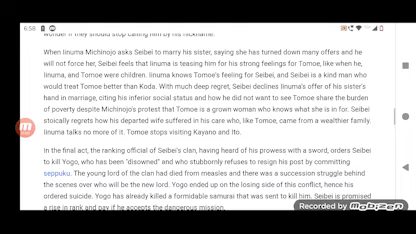 6:58
wonder if they should stop calling him by his nickname.
When Iinuma Michinojo asks Seibei to marry his sister, saying she has turned down many offers and he
will not force her, Seibei feels that Iinuma is teasing him for his strong feelings for Tomoe, like when he,
Iinuma, and Tomoe were children. Iinuma knows Tomoe's feeling for Seibei, and Seibei is a kind man who
would treat Tomoe better than Koda. With much deep regret, Seibei declines Iinuma's offer of his sister's
hand in marriage, citing his inferior social status and how he did not want to see Tomoe share the burden
of poverty despite Michinojo's protest that Tomoe is a grown woman who knows what she is in for. Seibei
stoically regrets how his departed wife suffered in his care who, like Tomoe, came from a wealthier family.
Iinuma talks no more of it. Tomoe stops visiting Kayano and Ito.
In the final act, the ranking official of Seibei's clan, having heard of his prowess with a sword, orders Seibei
to kill Yogo, who has been "disowned" and who stubbornly refuses to resign his post by committing
seppuku. The young lord of the clan had died from measles and there was a succession struggle behind
the scenes over who will be the new lord. Yogo ended up on the losing side of this conflict, hence his
ordered suicide. Yogo has already killed a formidable samurai that was sent to kill him. Seibei is promised
a rise in rank and pay if he accepts the dangerous mission.
Recorded by mobizen